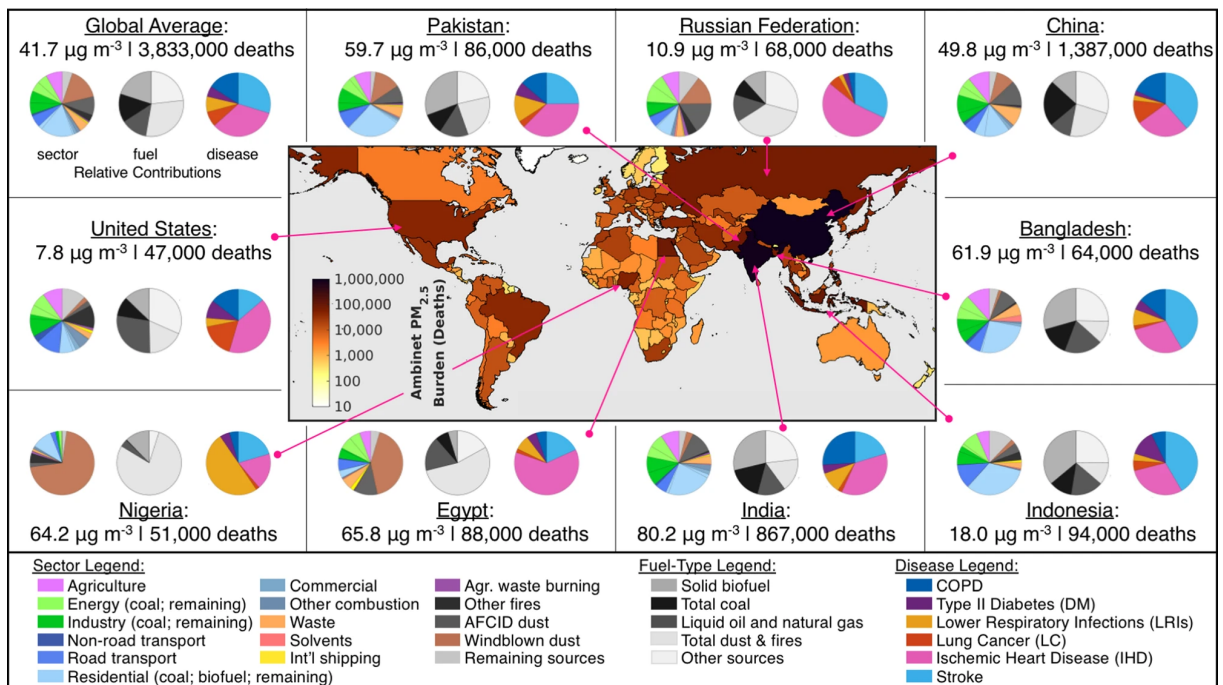 Global Average:
41.7 µg m-3 | 3,833,000 deaths
sector fuel disease
Relative Contributions
Pakistan:
59.7 µg m-3 | 86,000 deaths
Russian Federation:
10.9 µg m-3 | 68,000 deaths
China:
49.8 µg m-3 | 1,387,000 deaths
United States:
7.8 µg m-3 | 47,000 deaths
Bangladesh:
61.9 µg m-3 | 64,000 deaths
1,000,000
100,000
10,000
1,000
100
10
Ambinet PM2.5
Burden (Deaths)
Nigeria:
64.2 µg m-3 | 51,000 deaths
Egypt:
65.8 µg m-3 | 88,000 deaths
India:
80.2 µg m-3 | 867,000 deaths
Indonesia:
18.0 µg m-3 | 94,000 deaths
Sector Legend:
Agriculture
Energy (coal; remaining)
Industry (coal; remaining)
Non-road transport
Road transport
Residential (coal; biofuel; remaining)
Commercial
Other combustion
Waste
Solvents
Int'l shipping
Agr. waste burning
Other fires
AFCID dust
Windblown dust
Remaining sources
Fuel-Type Legend:
Solid biofuel
Total coal
Liquid oil and natural gas
Total dust & fires
Other sources
Disease Legend:
COPD
Type II Diabetes (DM)
Lower Respiratory Infections (LRIs)
Lung Cancer (LC)
Ischemic Heart Disease (IHD)
Stroke